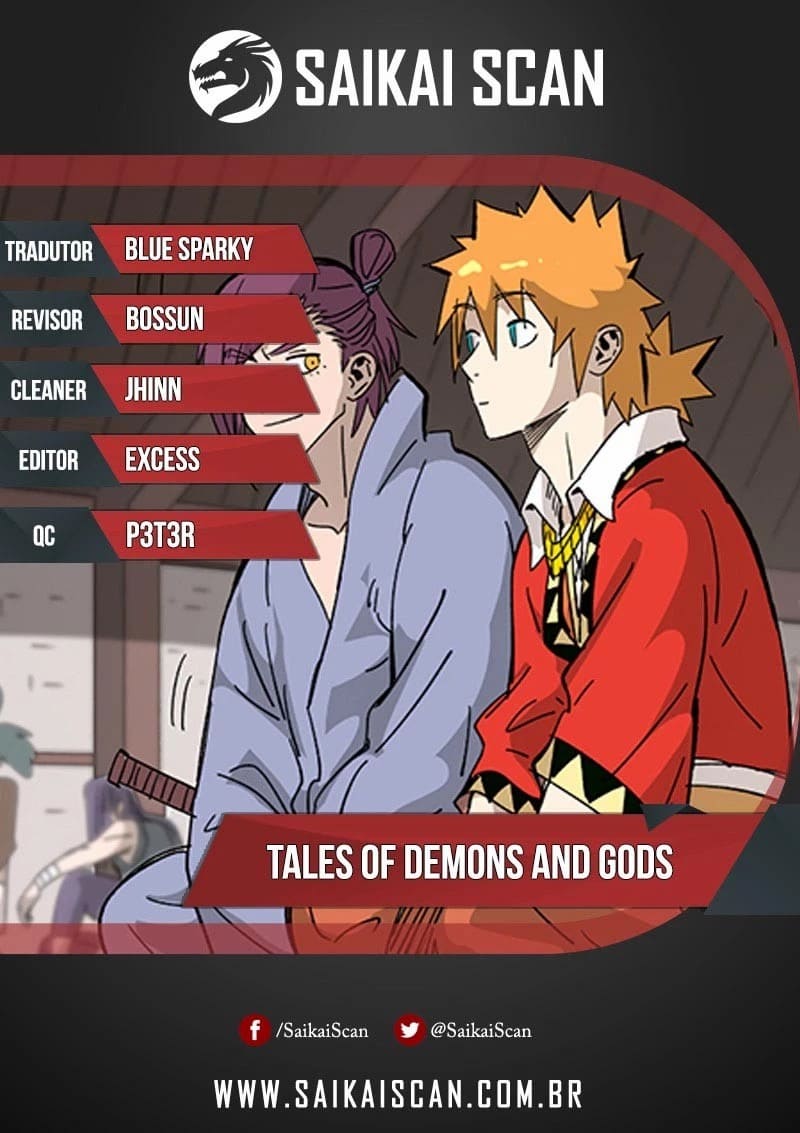 SAIKAI SCAN
TRADUTOR BLUE SPARKY
REVISOR BOSSUN
CLEANER JHINN
EDITOR EXCESS
QC P3T3R
TALES OF DEMONS AND GODS
/SaikaiScan @SaikaiScan
WWW.SAIKAISCAN.COM.BR